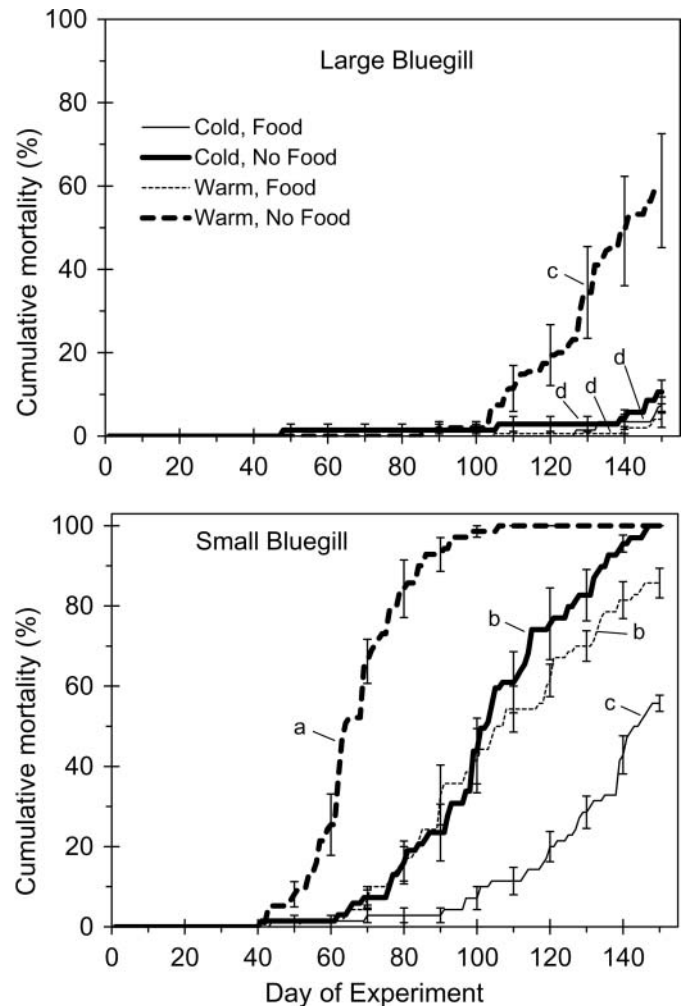 100
Large Bluegill
80
Cold, Food
Cold, No Food
Warm, Food
Warm, No Food
60
c
40
20
d
d
d
0
0 20 40 60 80 100 120 140
Cumulative mortality (%)
100
Small Bluegill
80
b
b
60
c
a
40
20
0
0 20 40 60 80 100 120 140
Cumulative mortality (%)
Day of Experiment